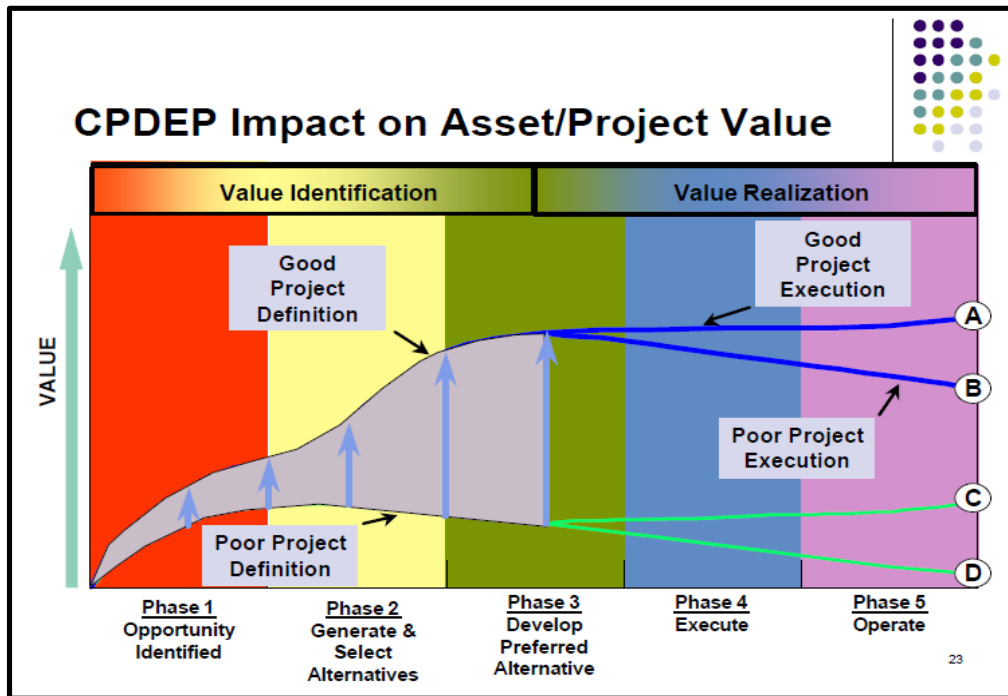 CPDEP Impact on Asset/Project Value
Value Identification
Value Realization
VALUE
Good
Project
Definition
Good
Project
Execution
A
B
Poor Project
Execution
C
Poor Project
Definition
D
Phase 1
Opportunity
Identified
Phase 2
Generate &
Select
Alternatives
Phase 3
Develop
Preferred
Alternative
Phase 4
Execute
Phase 5
Operate
23